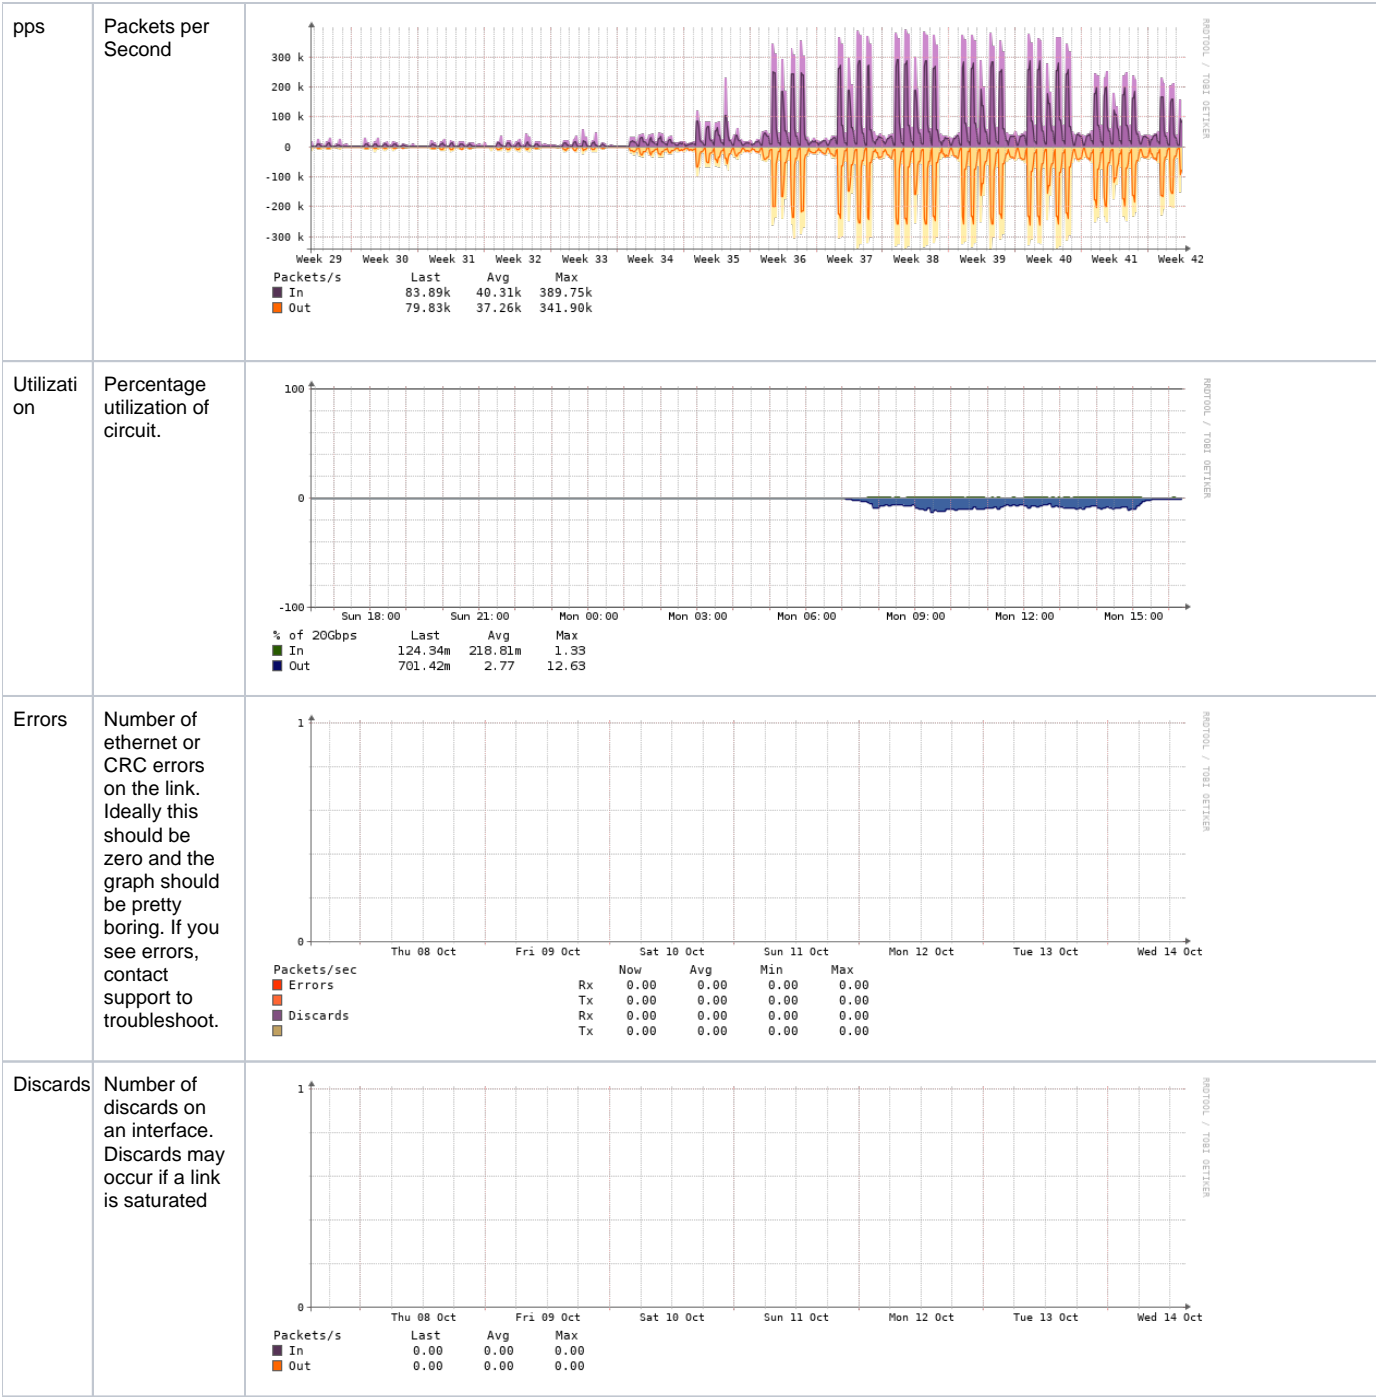 pps
Packets per
Second
300 k
200 k
100 k
0
-100 k
-200 k
-300 k
Week 29 Week 30 Week 31 Week 32 Week 33 Week 34 Week 35 Week 36 Week 37 Week 38 Week 39 Week 40 Week 41 Week 42
Packets/s Last Avg Max
In 83.89k 40.31k 389.75k
Out 79.83k 37.26k 341.90k
RRDTOOL / TOBI OETIKER
Utilizati
on
Percentage
utilization of
circuit.
100
0
-100
Sun 18:00 Sun 21:00 Mon 00:00 Mon 03:00 Mon 06:00 Mon 09:00 Mon 12:00 Mon 15:00
% of 20Gbps Last Avg Max
In 124.34m 218.81m 1.33
Out 701.42m 2.77 12.63
RRDTOOL / TOBI OETIKER
Errors
Number of
ethernet or
CRC errors
on the link.
Ideally this
should be
zero and the
graph should
be pretty
boring. If you
see errors,
contact
support to
troubleshoot.
1
0
Thu 08 Oct Fri 09 Oct Sat 10 Oct Sun 11 Oct Mon 12 Oct Tue 13 Oct Wed 14 Oct
Packets/sec Now Avg Min Max
Errors Rx 0.00 0.00 0.00 0.00
Tx 0.00 0.00 0.00 0.00
Discards Rx 0.00 0.00 0.00 0.00
Tx 0.00 0.00 0.00 0.00
RRDTOOL / TOBI OETIKER
Discards
Number of
discards on
an interface.
Discards may
occur if a link
is saturated
1
0
Thu 08 Oct Fri 09 Oct Sat 10 Oct Sun 11 Oct Mon 12 Oct Tue 13 Oct Wed 14 Oct
Packets/s Last Avg Max
In 0.00 0.00 0.00
Out 0.00 0.00 0.00
RRDTOOL / TOBI OETIKER